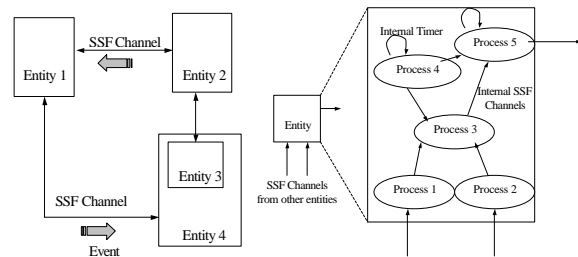 SSF Channel
Entity 1
Entity 2
Entity 3
SSF Channel
Entity 4
Event
Internal Timer
Process 5
Process 4
Internal SSF
Channels
Entity
Process 3
SSF Channels
from other entities
Process 1
Process 2